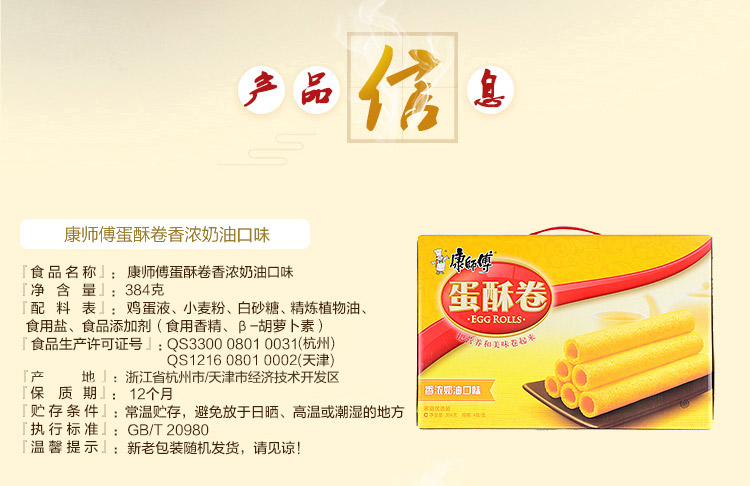 产品信息
康师傅蛋酥卷香浓奶油口味
『食品名称』：康师傅蛋酥卷香浓奶油口味
『净含量』：384克
『配料表』：鸡蛋液、小麦粉、白砂糖、精炼植物油、
食用盐、食品添加剂（食用香精、β-胡萝卜素）
『食品生产许可证号』：QS3300 0801 0031(杭州)
QS1216 0801 0002(天津)
『产地』：浙江省杭州市/天津市经济技术开发区
『保质期』：12个月
『贮存条件』：常温贮存，避免放于日晒、高温或潮湿的地方
『执行标准』：GB/T 20980
『温馨提示』：新老包装随机发货，请见谅！
康师傅
蛋酥卷
·EGG ROLLS·
把营养和美味卷起来
香浓奶油口味